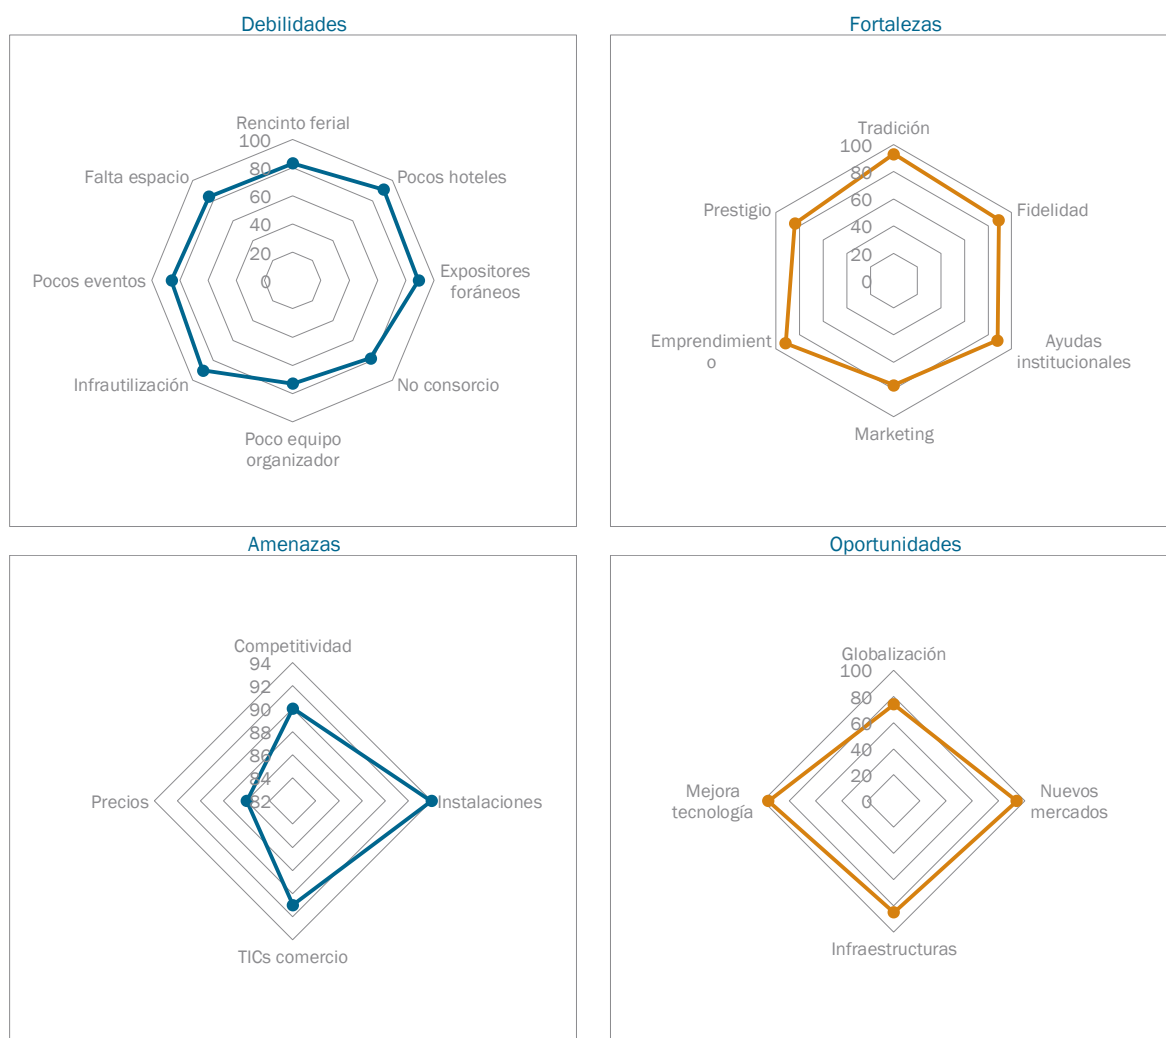 Debilidades
Rencinto ferial
100
80
60
40
20
0
Falta espacio
Pocos hoteles
Pocos eventos
Expositores
foráneos
Infrautilización
No consorcio
Poco equipo
organizador
Fortalezas
Tradición
100
80
60
40
20
0
Prestigio
Fidelidad
Emprendimient
o
Ayudas
institucionales
Marketing
Amenazas
Competitividad
94
92
90
88
86
84
82
Precios
Instalaciones
TICs comercio
Oportunidades
Globalización
100
80
60
40
20
0
Mejora
tecnología
Nuevos
mercados
Infraestructuras